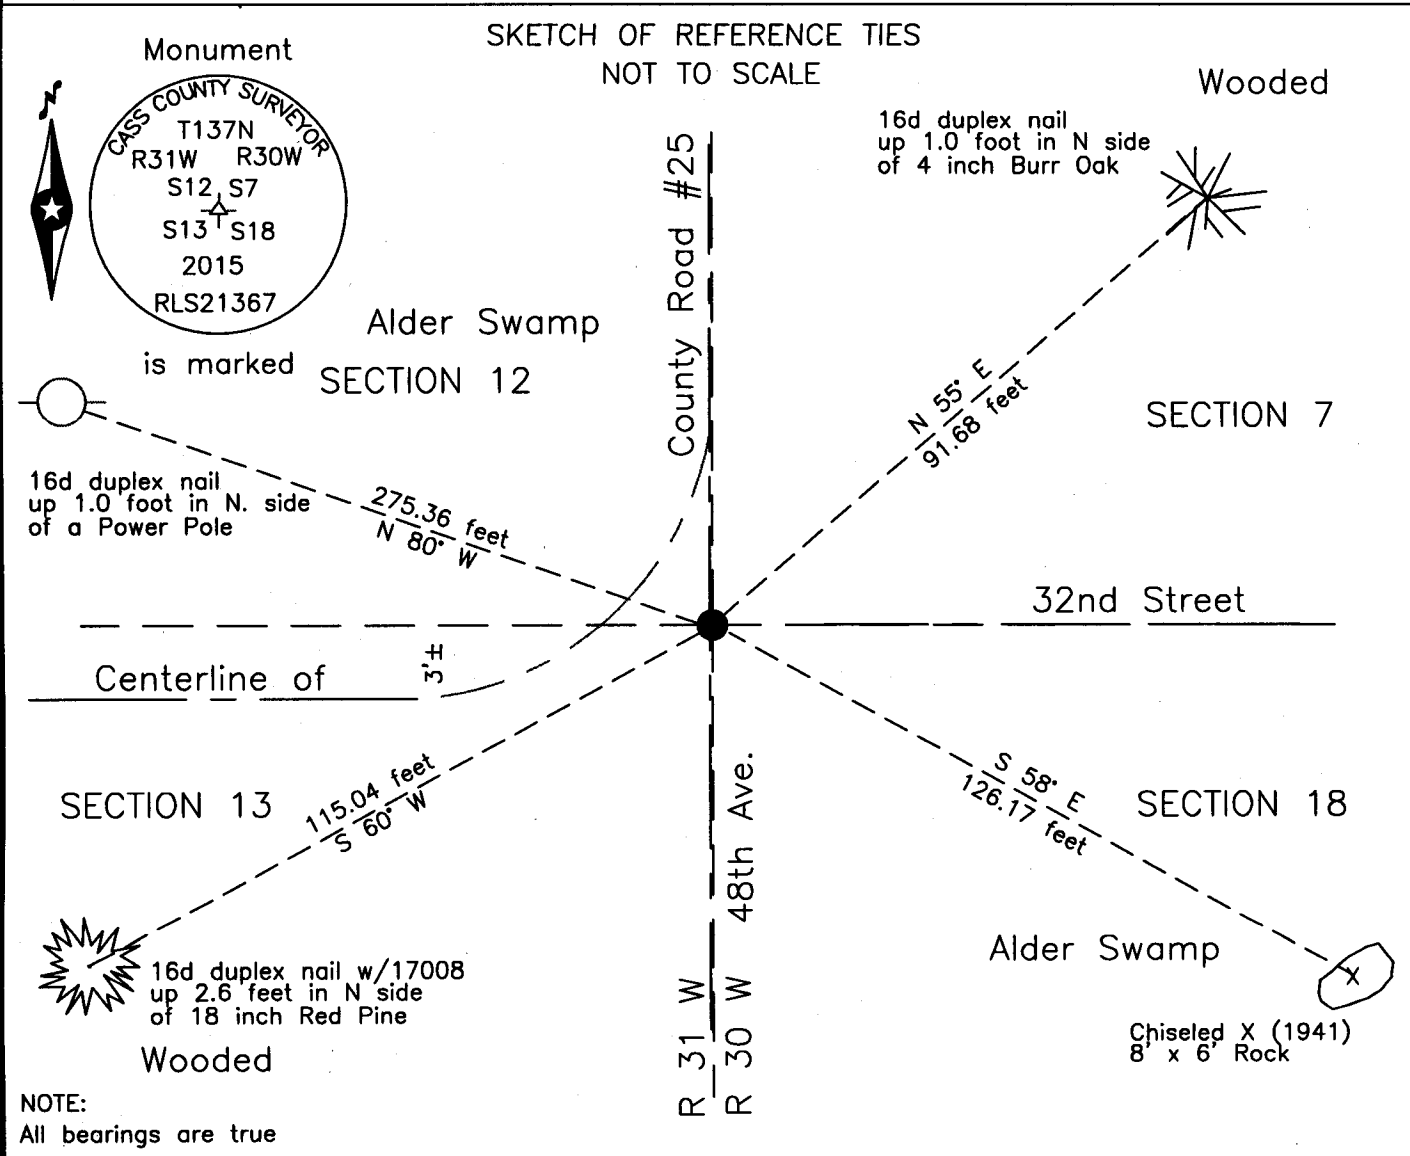 SKETCH OF REFERENCE TIES
NOT TO SCALE
N
Monument
CASS COUNTY SURVEYOR
T137N
R31W R30W
S12 S7
S13 S18
2015
RLS21367
is marked
Alder Swamp
SECTION 12
County Road #25
Wooded
16d duplex nail
up 1.0 foot in N side
of 4 inch Burr Oak
N 55° E
91.68 feet
SECTION 7
16d duplex nail
up 1.0 foot in N. side
of a Power Pole
275.36 feet
N 80° W
32nd Street
Centerline of
3'±
SECTION 13
115.04 feet
S 60° W
48th Ave.
S 58° E
126.17 feet
SECTION 18
16d duplex nail w/17008
up 2.6 feet in N side
of 18 inch Red Pine
Wooded
R 31 W
R 30 W
Alder Swamp
X
Chiseled X (1941)
8' x 6' Rock
NOTE:
All bearings are true